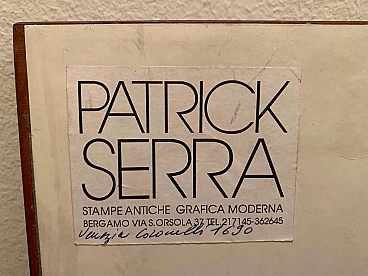 PATRICK
SERRA
STAMPE ANTICHE GRAFICA MODERNA
BERGAMO VIA S. ORSOLA 37 TEL. 217145-362645
Venezia Coronelli 1690